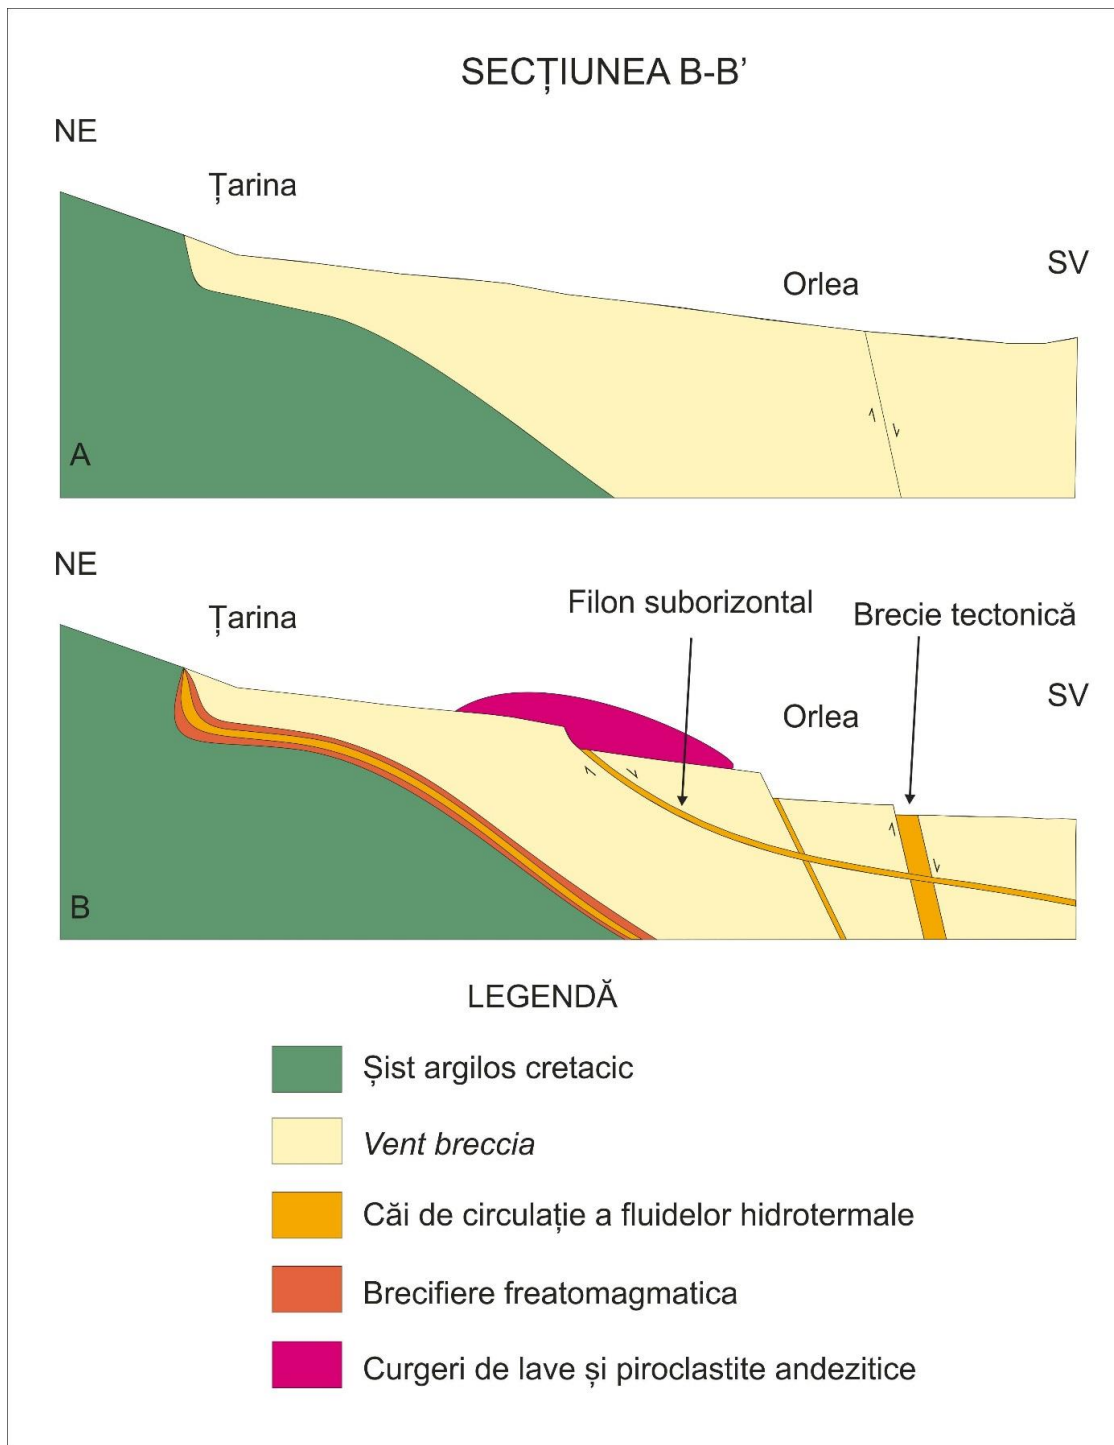 SECȚIUNEA B-B’
NE
Țarina
SV
Orlea
A
NE
Filon suborizontal
Brecie tectonică
Țarina
SV
Orlea
B
LEGENDĂ
Șist argilos cretacic
Vent breccia
Căi de circulație a fluidelor hidrotermale
Brecifiere freatomagmatica
Curgeri de lave și piroclastite andezitice